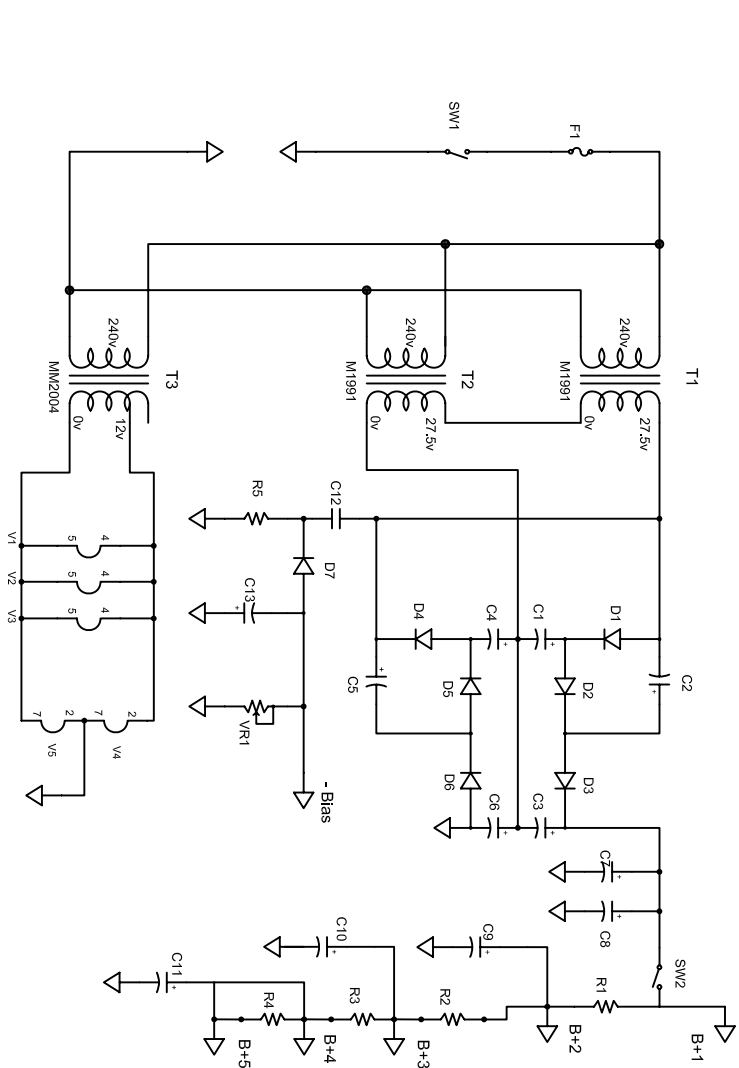 T1
T2
T3
F1
SW1
240v
27.5v
0v
M1991
240v
27.5v
0v
M1991
240v
12v
0v
MM2004
D1
C2
D2
C1
D3
C3
C4
D4
D5
C5
D6
C6
C12
R5
D7
C13
VR1
- Bias
V1
4
5
V2
4
5
V3
4
5
2
7
V4
2
7
V5
C7
C8
SW2
R1
B+1
C9
B+2
R2
C10
B+3
R3
B+4
R4
C11
B+5